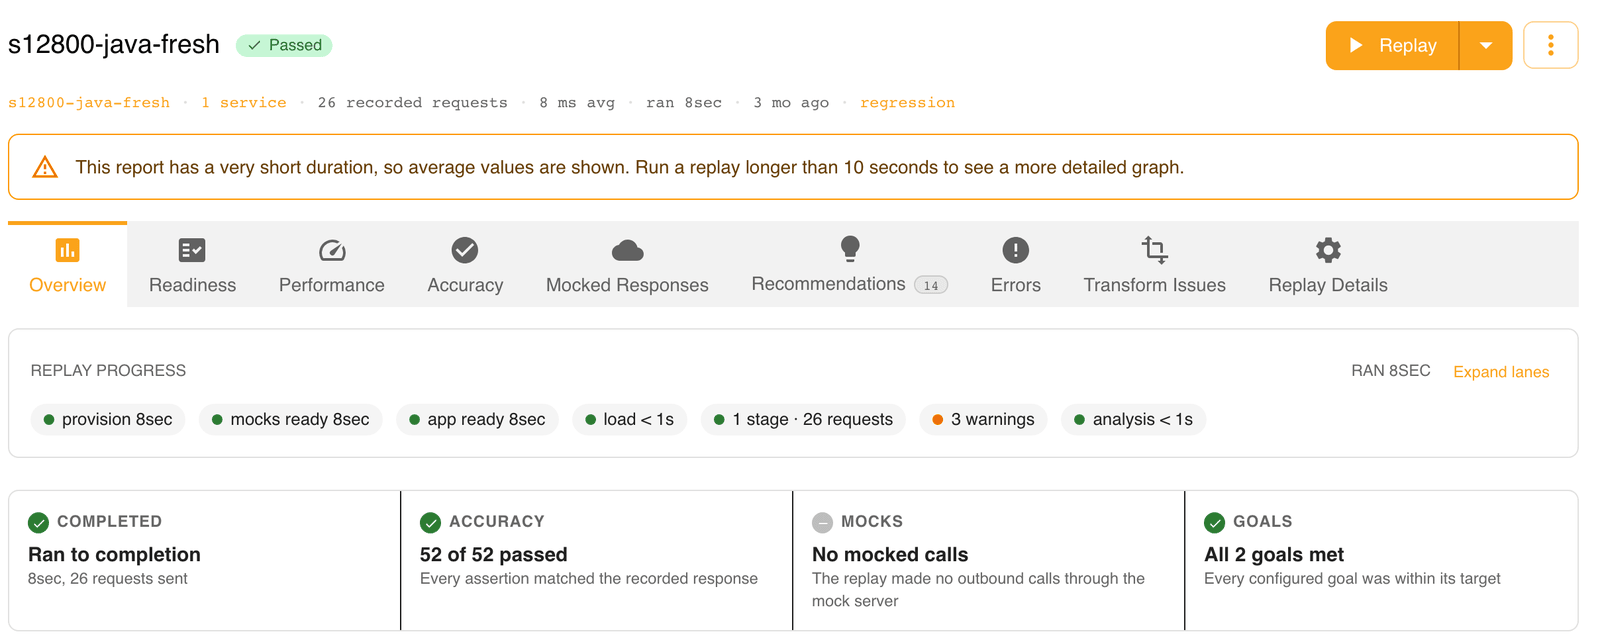 s12800-java-fresh
Passed
Replay
s12800-java-fresh · 1 service · 26 recorded requests · 8 ms avg · ran 8sec · 3 mo ago · regression
This report has a very short duration, so average values are shown. Run a replay longer than 10 seconds to see a more detailed graph.
Overview
Readiness
Performance
Accuracy
Mocked Responses
Recommendations 14
Errors
Transform Issues
Replay Details
REPLAY PROGRESS
RAN 8SEC
Expand lanes
provision 8sec
mocks ready 8sec
app ready 8sec
load < 1s
1 stage · 26 requests
3 warnings
analysis < 1s
COMPLETED
Ran to completion
8sec, 26 requests sent
ACCURACY
52 of 52 passed
Every assertion matched the recorded response
MOCKS
No mocked calls
The replay made no outbound calls through the
mock server
GOALS
All 2 goals met
Every configured goal was within its target